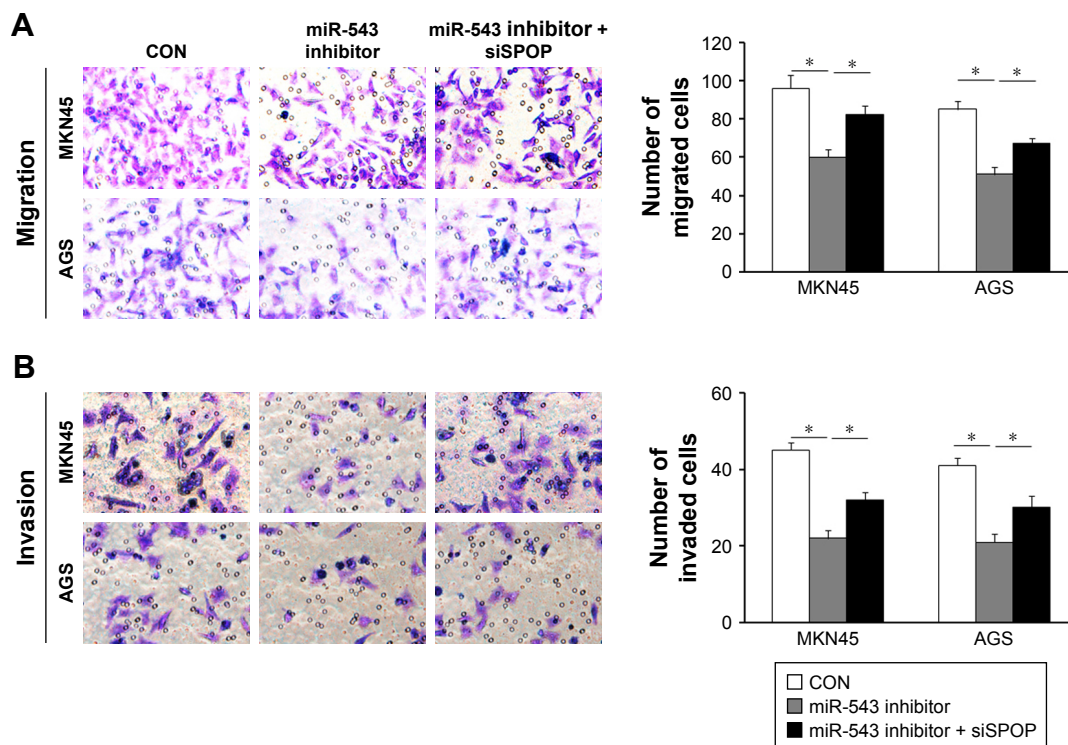 A
CON
miR-543
inhibitor
miR-543 inhibitor +
siSPOP
Migration
MKN45
AGS
Number of
migrated cells
120
100
80
60
40
20
0
* *
* *
MKN45
AGS
B
Invasion
MKN45
AGS
Number of
invaded cells
60
40
20
0
* *
* *
MKN45
AGS
CON
miR-543 inhibitor
miR-543 inhibitor + siSPOP